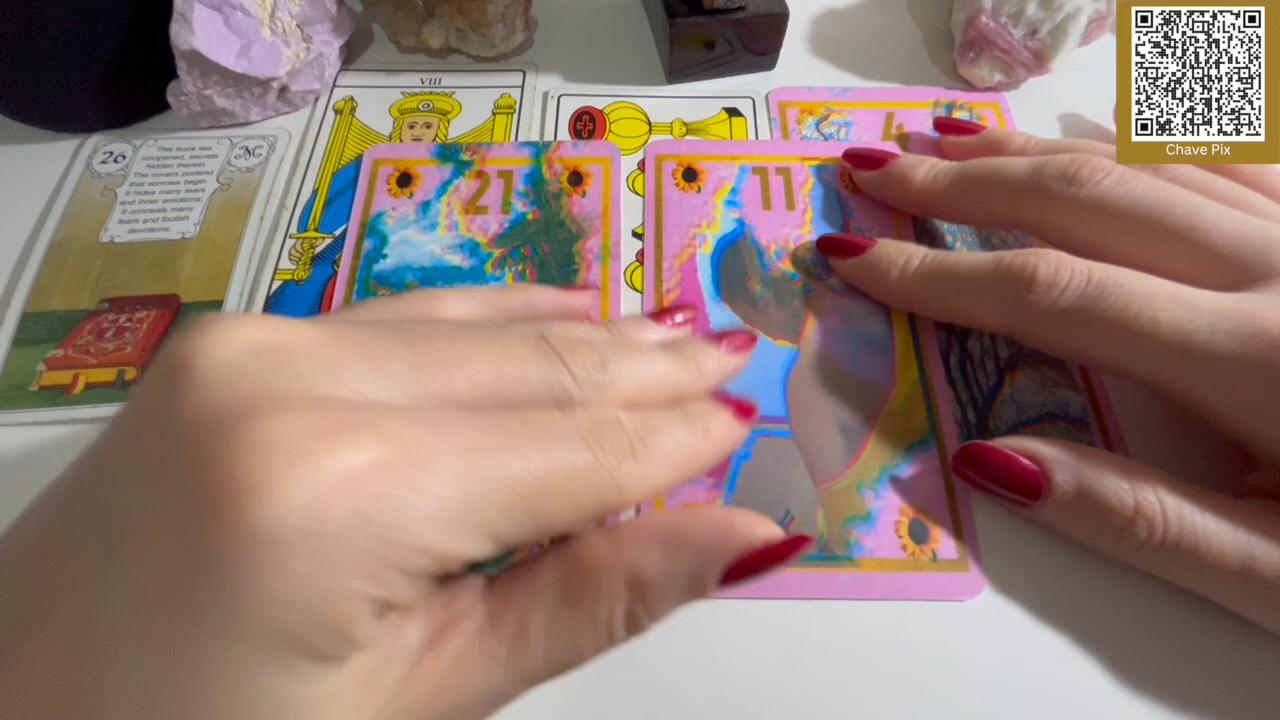 26
This book lies
unopened, secrets
hidden therein.
The covers portend
that sorrows begin.
It hides many tears
and inner emotions;
It conceals many
fears and foolish
devotions.
VIII
21
11
4
Chave Pix